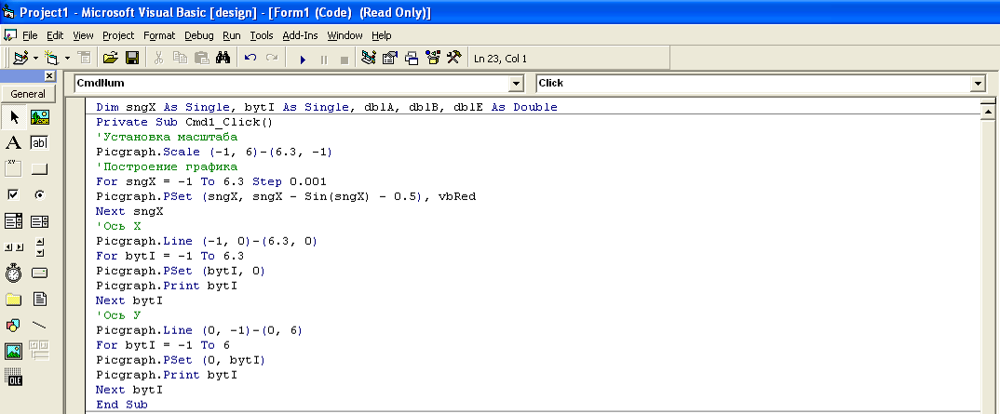 Project1 - Microsoft Visual Basic [design] - [Form1 (Code) (Read Only)]
File Edit View Project Format Debug Run Tools Add-Ins Window Help
Ln 23, Col 1
General
CmdNum Click
A ab|
XY
OLE
Dim sngX As Single, bytI As Single, dblA, dblB, dblE As Double
Private Sub Cmd1_Click()
'Установка масштаба
Picgraph.Scale (-1, 6)-(6.3, -1)
'Построение графика
For sngX = -1 To 6.3 Step 0.001
Picgraph.PSet (sngX, sngX - Sin(sngX) - 0.5), vbRed
Next sngX
'Ось X
Picgraph.Line (-1, 0)-(6.3, 0)
For bytI = -1 To 6.3
Picgraph.PSet (bytI, 0)
Picgraph.Print bytI
Next bytI
'Ось У
Picgraph.Line (0, -1)-(0, 6)
For bytI = -1 To 6
Picgraph.PSet (0, bytI)
Picgraph.Print bytI
Next bytI
End Sub